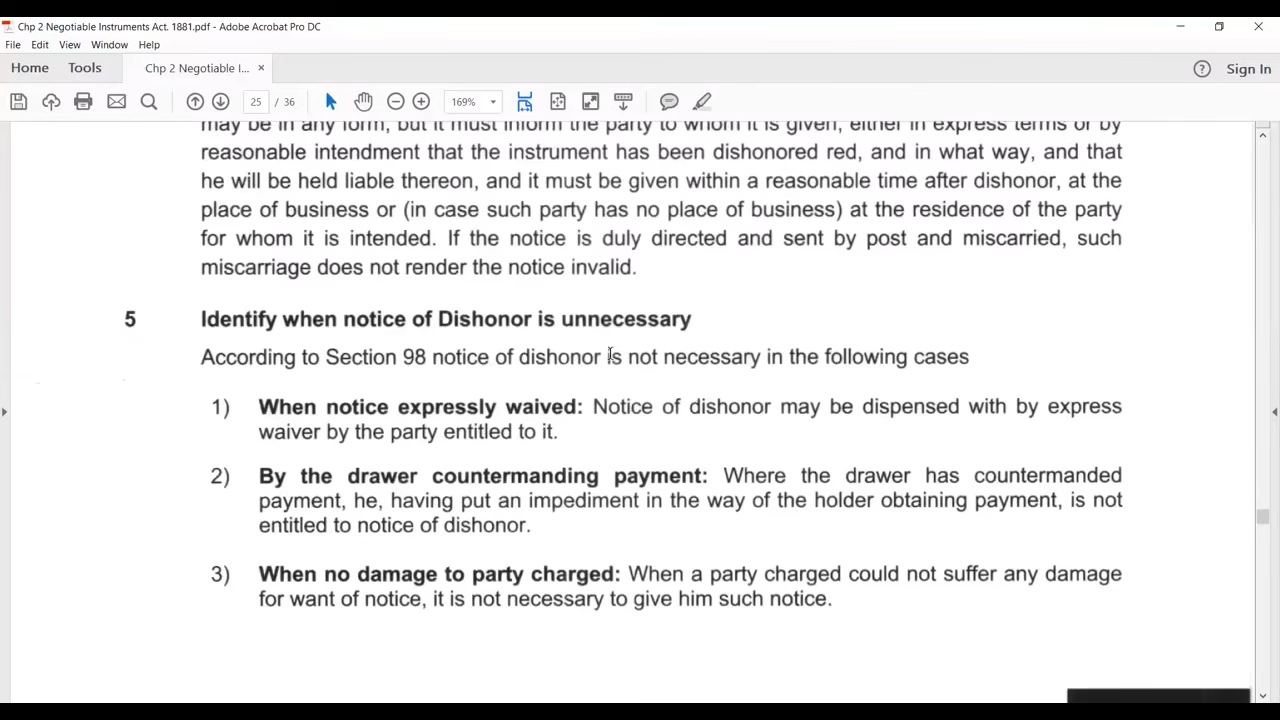 Chp 2 Negotiable Instruments Act. 1881.pdf - Adobe Acrobat Pro DC
File Edit View Window Help
Home Tools Chp 2 Negotiable I... × Sign In
25 / 36 169%
may be in any form, but it must inform the party to whom it is given, either in express terms or by
reasonable intendment that the instrument has been dishonored red, and in what way, and that
he will be held liable thereon, and it must be given within a reasonable time after dishonor, at the
place of business or (in case such party has no place of business) at the residence of the party
for whom it is intended. If the notice is duly directed and sent by post and miscarried, such
miscarriage does not render the notice invalid.
5 Identify when notice of Dishonor is unnecessary
According to Section 98 notice of dishonor is not necessary in the following cases
1) When notice expressly waived: Notice of dishonor may be dispensed with by express
waiver by the party entitled to it.
2) By the drawer countermanding payment: Where the drawer has countermanded
payment, he, having put an impediment in the way of the holder obtaining payment, is not
entitled to notice of dishonor.
3) When no damage to party charged: When a party charged could not suffer any damage
for want of notice, it is not necessary to give him such notice.